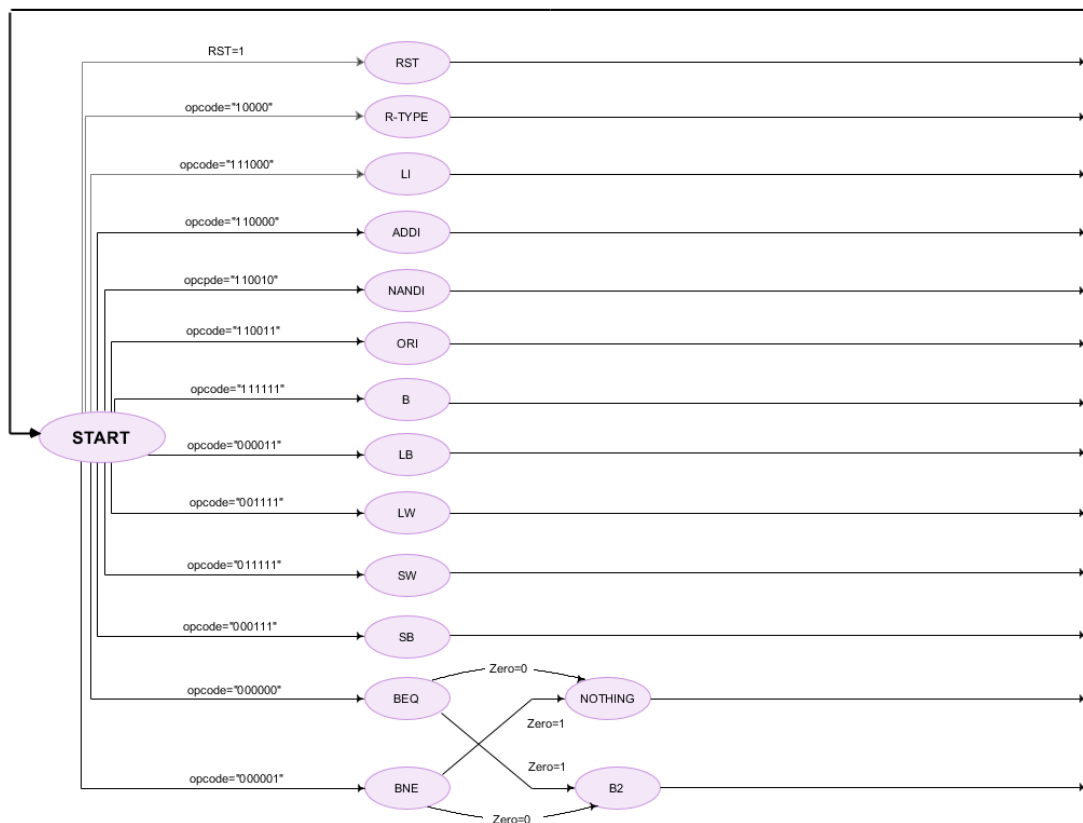 RST=1
RST
opcode="10000"
R-TYPE
opcode="111000"
LI
opcode="110000"
ADDI
opcpde="110010"
NANDI
opcode="110011"
ORI
opcode="111111"
B
START
opcode="000011"
LB
opcode="001111"
LW
opcode="011111"
SW
opcode="000111"
SB
Zero=0
opcode="000000"
BEQ
NOTHING
Zero=1
Zero=1
opcode="000001"
BNE
B2
Zero=0